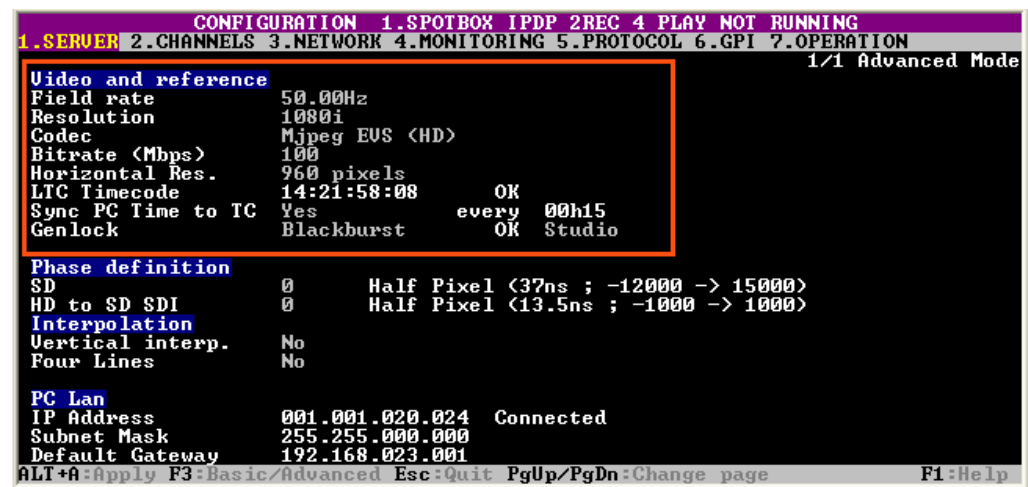 CONFIGURATION 1.SPOTBOX IPDP 2REC 4 PLAY NOT RUNNING
1.SERVER 2.CHANNELS 3.NETWORK 4.MONITORING 5.PROTOCOL 6.GPI 7.OPERATION
1/1 Advanced Mode
Video and reference
Field rate 50.00Hz
Resolution 1080i
Codec Mjpeg EVS (HD)
Bitrate (Mbps) 100
Horizontal Res. 960 pixels
LTC Timecode 14:21:58:08 OK
Sync PC Time to TC Yes every 00h15
Genlock Blackburst OK Studio
Phase definition
SD 0 Half Pixel (37ns ; -12000 -> 15000)
HD to SD SDI 0 Half Pixel (13.5ns ; -1000 -> 1000)
Interpolation
Vertical interp. No
Four Lines No
PC Lan
IP Address 001.001.020.024 Connected
Subnet Mask 255.255.000.000
Default Gateway 192.168.023.001
ALT+A:Apply F3:Basic/Advanced Esc:Quit PgUp/PgDn:Change page F1:Help